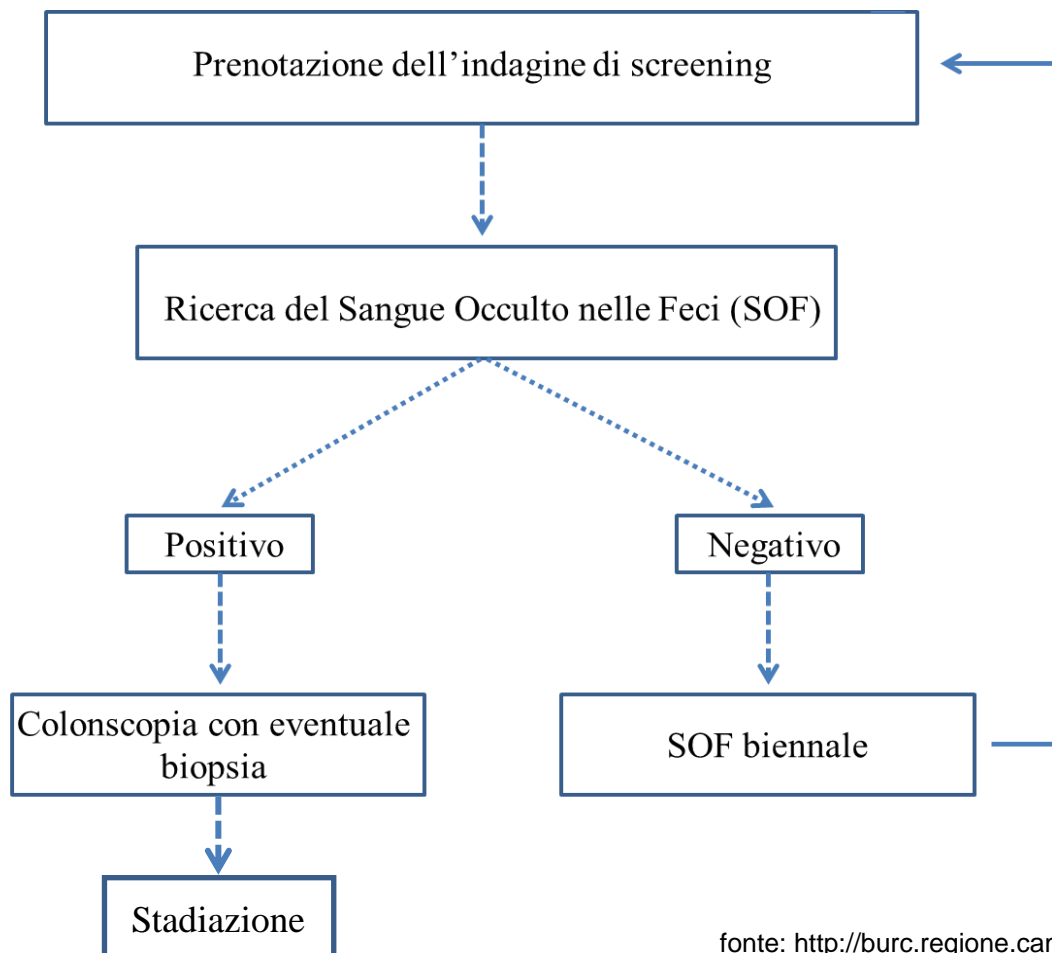 Prenotazione dell’indagine di screening
Ricerca del Sangue Occulto nelle Feci (SOF)
Positivo
Negativo
Colonscopia con eventuale
biopsia
SOF biennale
Stadiazione
fonte: http://burc.regione.car